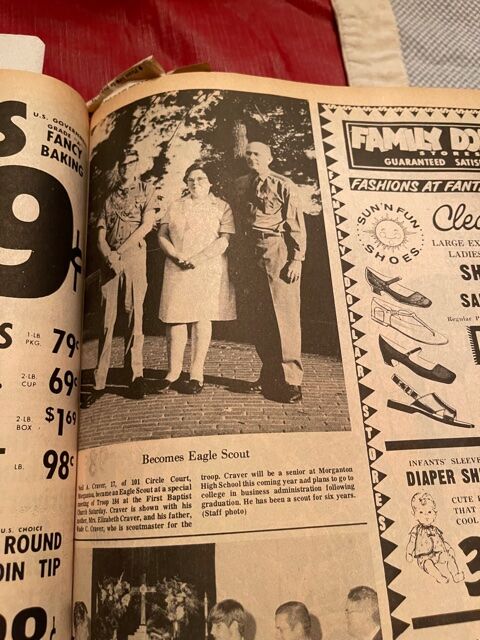 S
U.S. GOVERNMENT
GRADE
FANCY
BAKING
9¢
S
1-LB. PKG. 79¢
2-LB. CUP 69¢
2-LB. BOX $1.69
LB. 98¢
U.S. CHOICE
ROUND
TIP
Becomes Eagle Scout
A. Craver, 17, of 101 Circle Court,
Morganton, became an Eagle Scout at a special
meeting of Troop 184 at the First Baptist
Church Saturday. Craver is shown with his
mother, Mrs. Elizabeth Craver, and his father,
C. Craver, who is scoutmaster for the
troop. Craver will be a senior at Morganton
High School this coming year and plans to go to
college in business administration following
graduation. He has been a scout for six years.
(Staff photo)
FAMILY DO
STORES
GUARANTEED SATIS
FASHIONS AT FANT
SUN'N FUN
SHOES
Clea
LARGE EX
LADIES
SH
SA
Regular P
INFANTS' SLEEVE
DIAPER SH
CUTE
THAT
COOL
3